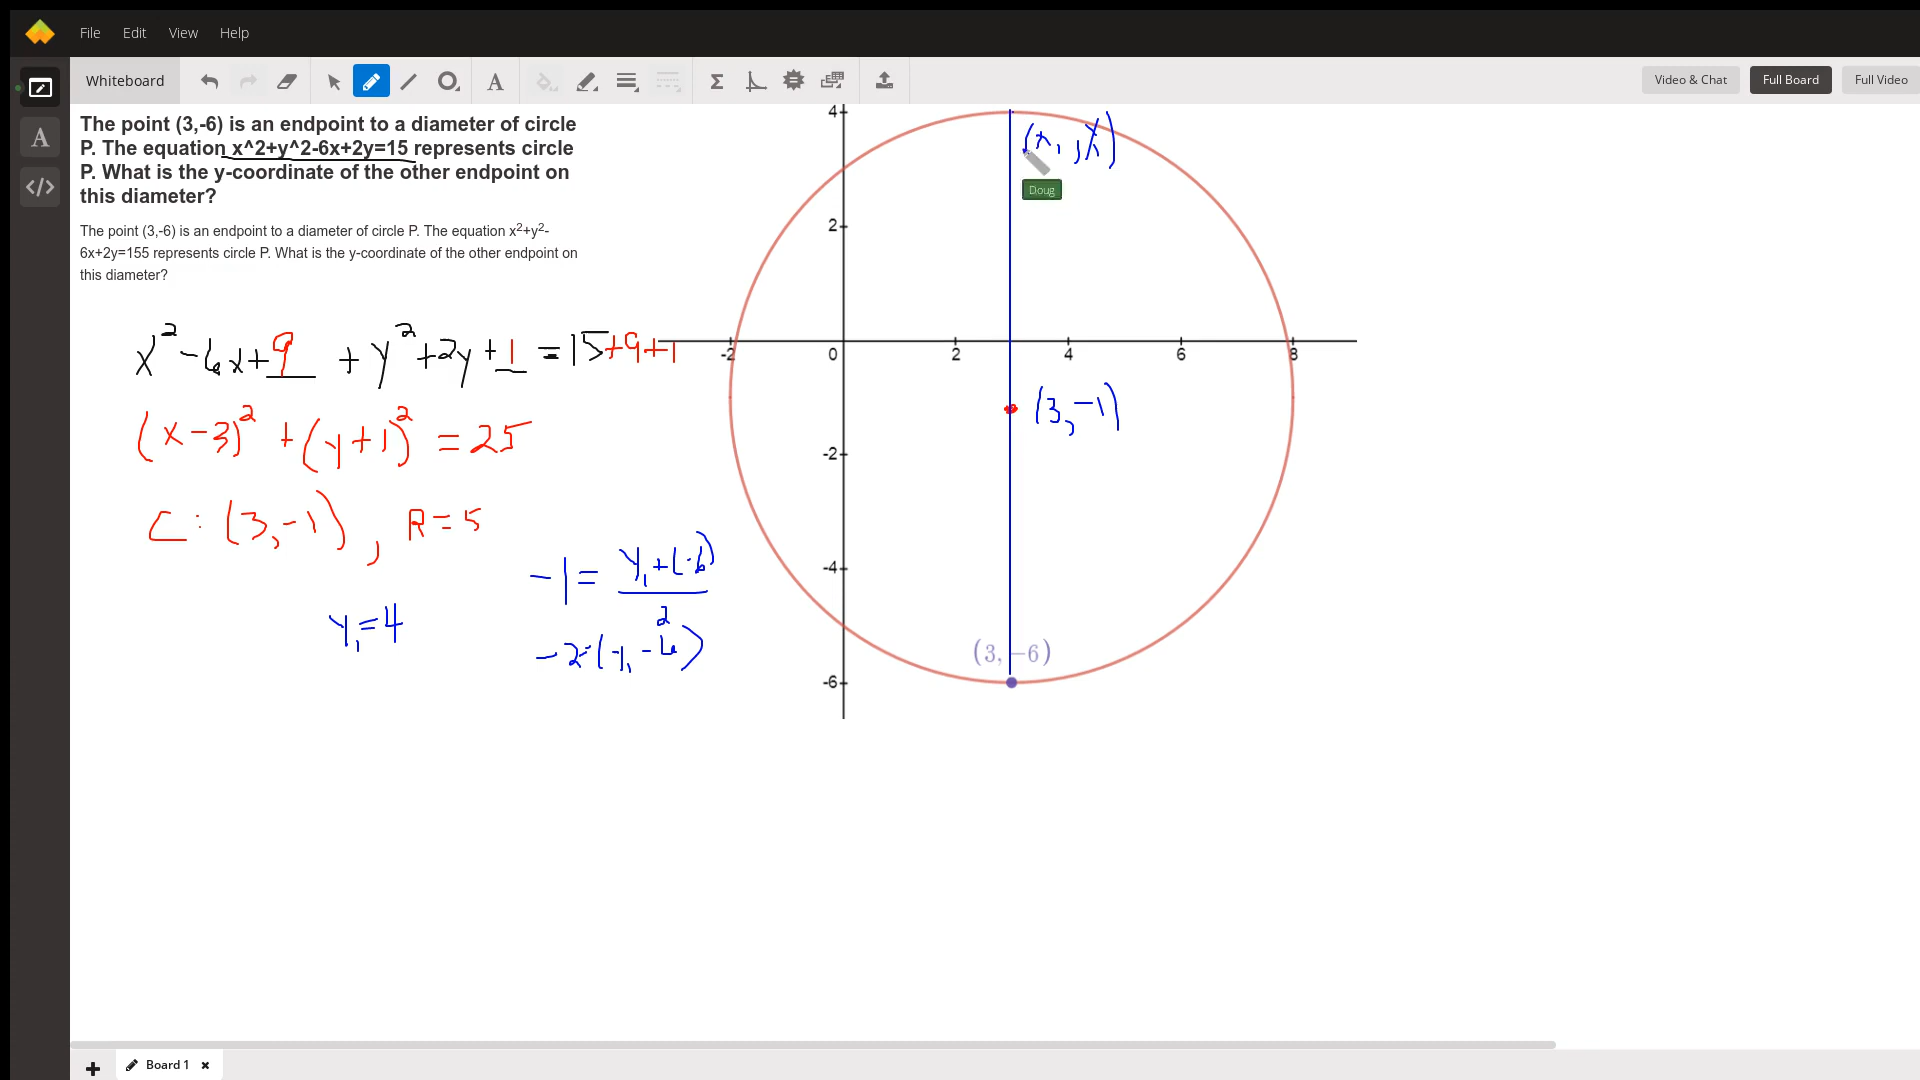 File Edit View Help
Whiteboard
Video & Chat Full Board Full Video
The point (3,-6) is an endpoint to a diameter of circle
P. The equation x^2+y^2-6x+2y=15 represents circle
P. What is the y-coordinate of the other endpoint on
this diameter?
The point (3,-6) is an endpoint to a diameter of circle P. The equation x²+y²-
6x+2y=155 represents circle P. What is the y-coordinate of the other endpoint on
this diameter?
x² - 6x + 9 + y² + 2y + 1 = 15 + 9 + 1
(x - 3)² + (y + 1)² = 25
C : (3, -1) , R = 5
-1 = y₁ + (-6)
2
y₁ = 4
-2 = (y₁ - 6)
4
(x₁, y₁)
Doug
2
-2 0 2 4 6 8
(3, -1)
-2
-4
(3, −6)
-6
Board 1